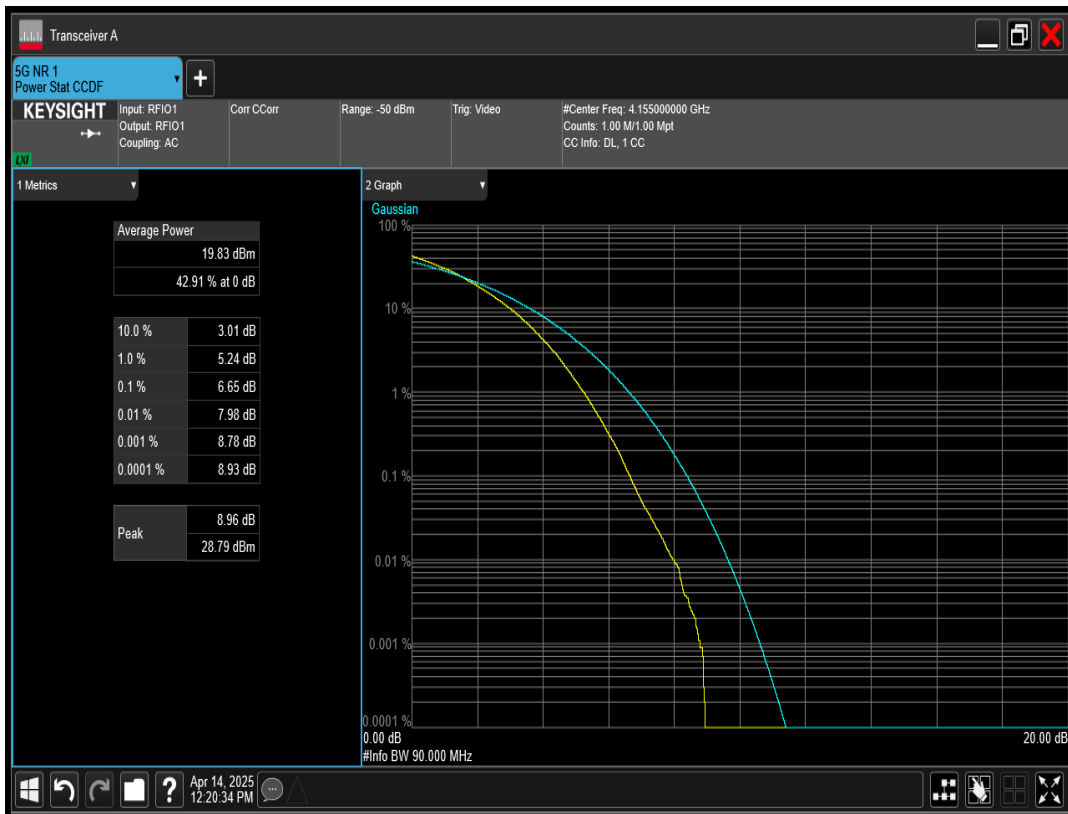 Transceiver A
5G NR 1
Power Stat CCDF
KEYSIGHT
LXI
Input: RFIO1
Output: RFIO1
Coupling: AC
Corr CCorr
Range: -50 dBm
Trig: Video
#Center Freq: 4.155000000 GHz
Counts: 1.00 M/1.00 Mpt
CC Info: DL, 1 CC
1 Metrics
Average Power
19.83 dBm
42.91 % at 0 dB
10.0 % 3.01 dB
1.0 % 5.24 dB
0.1 % 6.65 dB
0.01 % 7.98 dB
0.001 % 8.78 dB
0.0001 % 8.93 dB
Peak
8.96 dB
28.79 dBm
2 Graph
Gaussian
100 %
10 %
1 %
0.1 %
0.01 %
0.001 %
0.0001 %
0.00 dB 20.00 dB
#Info BW 90.000 MHz
? Apr 14, 2025
12:20:34 PM